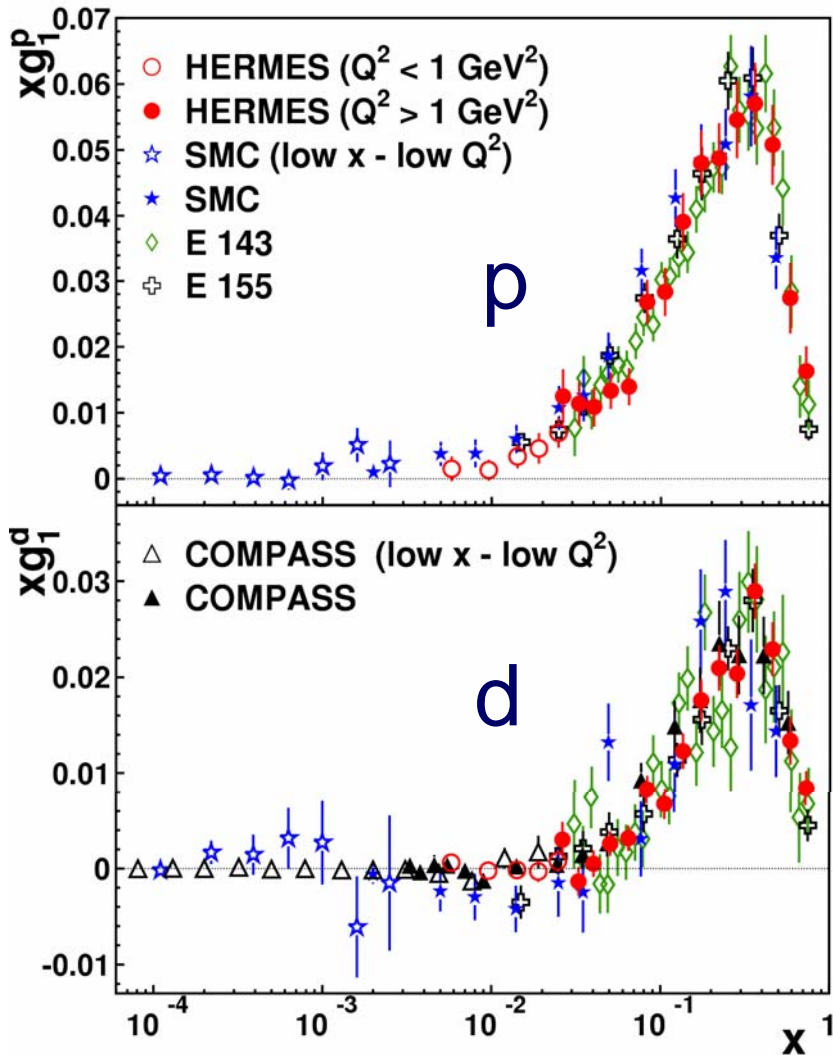 xg₁ᵖ
0.07
0.06
0.05
0.04
0.03
0.02
0.01
0
HERMES (Q² < 1 GeV²)
HERMES (Q² > 1 GeV²)
SMC (low x - low Q²)
SMC
E 143
E 155
p
xg₁ᵈ
0.03
0.02
0.01
0
-0.01
COMPASS (low x - low Q²)
COMPASS
d
10⁻⁴
10⁻³
10⁻²
10⁻¹
1
x